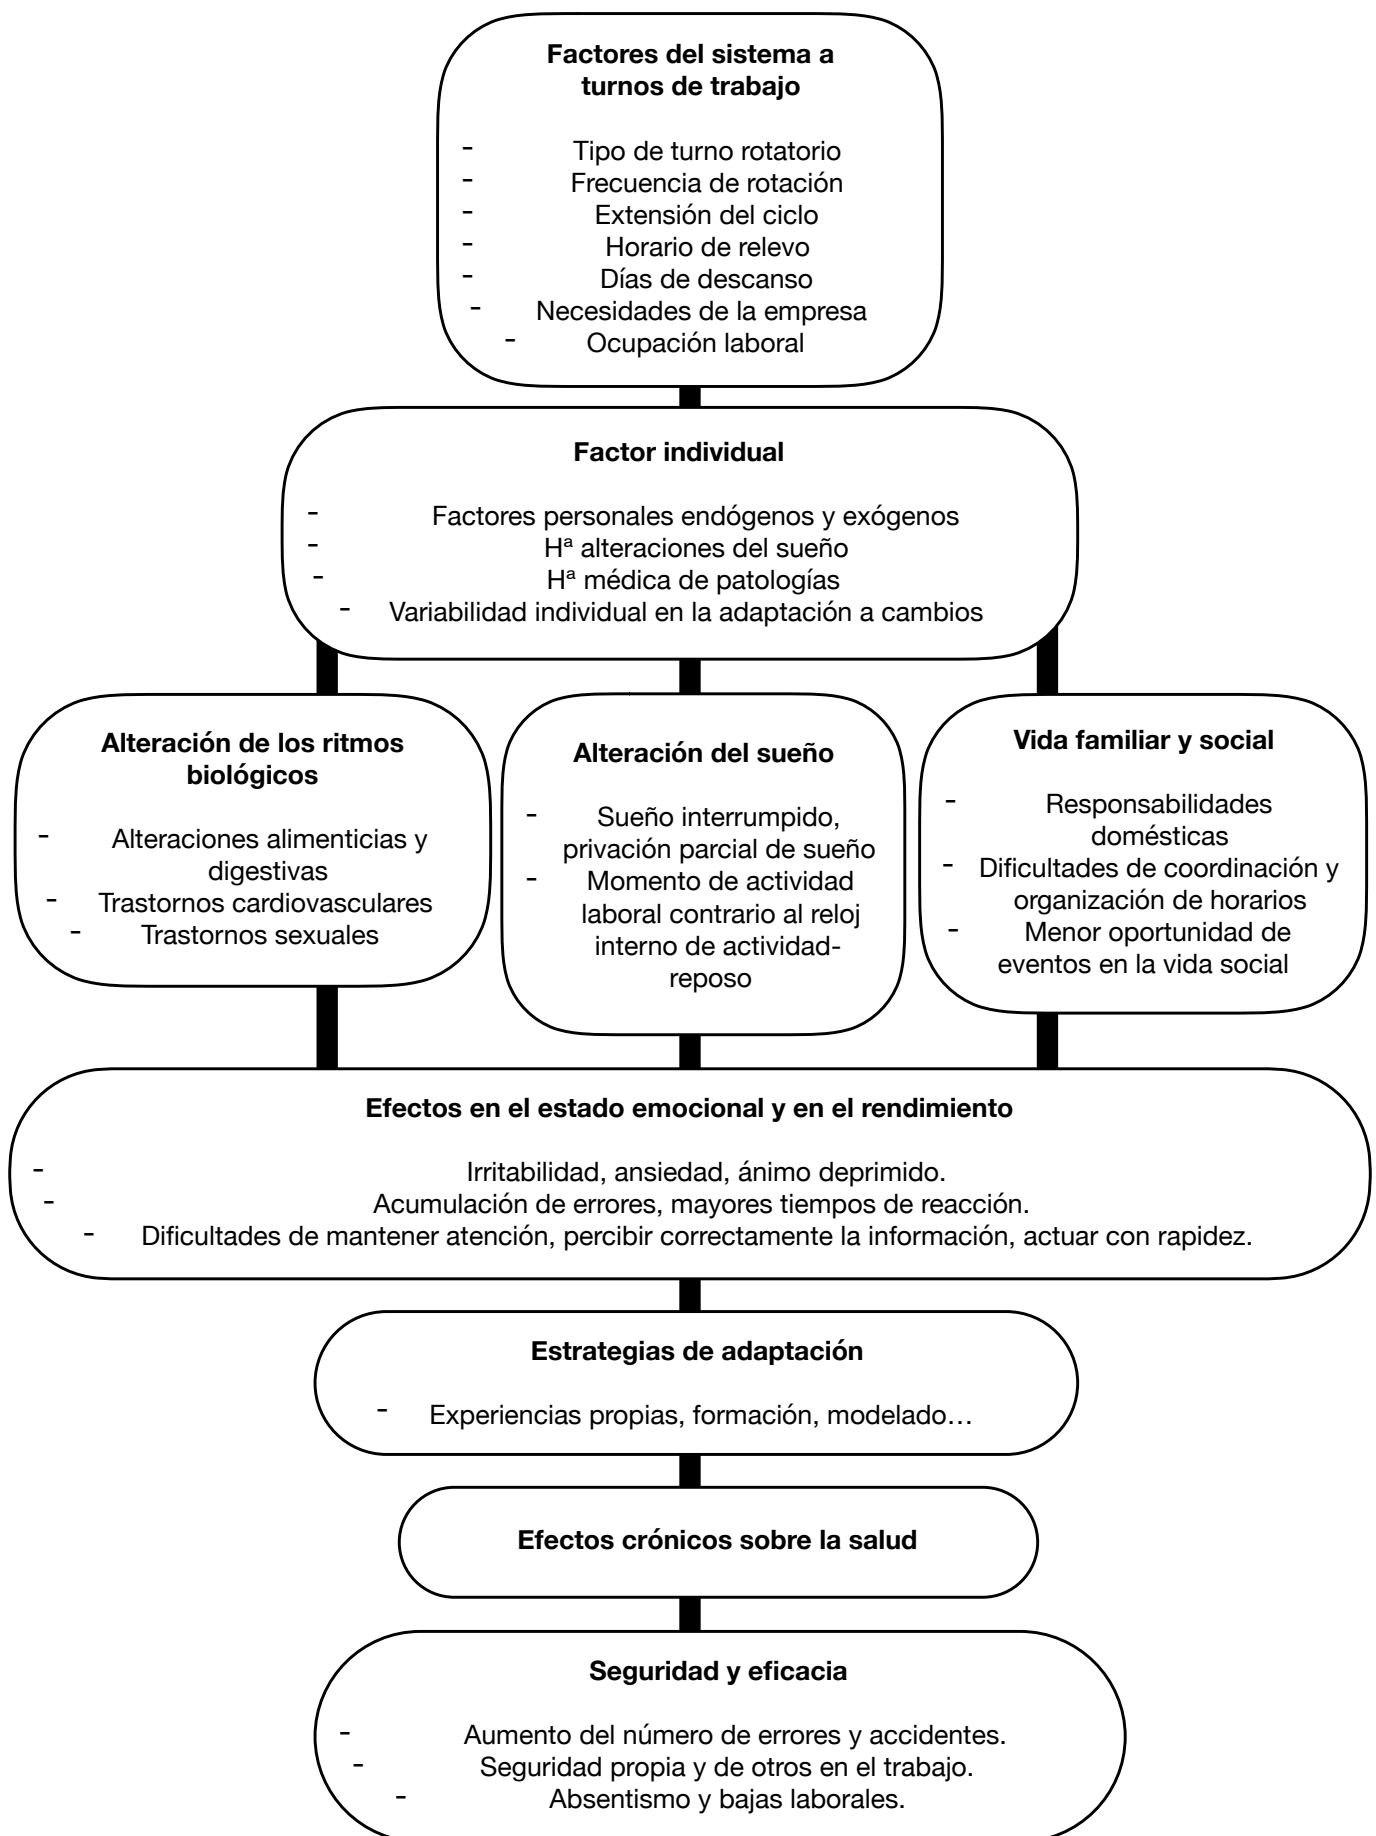 Factores del sistema a
turnos de trabajo
- Tipo de turno rotatorio
- Frecuencia de rotación
- Extensión del ciclo
- Horario de relevo
- Días de descanso
- Necesidades de la empresa
- Ocupación laboral
Factor individual
- Factores personales endógenos y exógenos
- Hª alteraciones del sueño
- Hª médica de patologías
- Variabilidad individual en la adaptación a cambios
Alteración de los ritmos
biológicos
- Alteraciones alimenticias y
digestivas
- Trastornos cardiovasculares
- Trastornos sexuales
Alteración del sueño
- Sueño interrumpido,
privación parcial de sueño
- Momento de actividad
laboral contrario al reloj
interno de actividad-
reposo
Vida familiar y social
- Responsabilidades
domésticas
- Dificultades de coordinación y
organización de horarios
- Menor oportunidad de
eventos en la vida social
Efectos en el estado emocional y en el rendimiento
- Irritabilidad, ansiedad, ánimo deprimido.
- Acumulación de errores, mayores tiempos de reacción.
- Dificultades de mantener atención, percibir correctamente la información, actuar con rapidez.
Estrategias de adaptación
- Experiencias propias, formación, modelado…
Efectos crónicos sobre la salud
Seguridad y eficacia
- Aumento del número de errores y accidentes.
- Seguridad propia y de otros en el trabajo.
- Absentismo y bajas laborales.